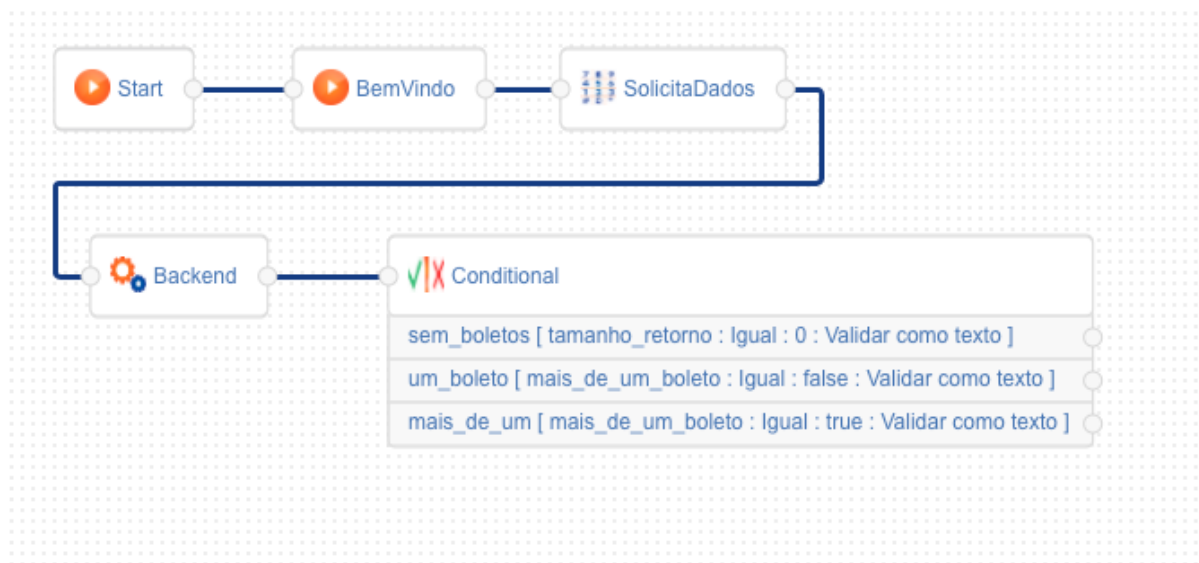 Start
BemVindo
SolicitaDados
Backend
Conditional
sem_boletos [ tamanho_retorno : Igual : 0 : Validar como texto ]
um_boleto [ mais_de_um_boleto : Igual : false : Validar como texto ]
mais_de_um [ mais_de_um_boleto : Igual : true : Validar como texto ]